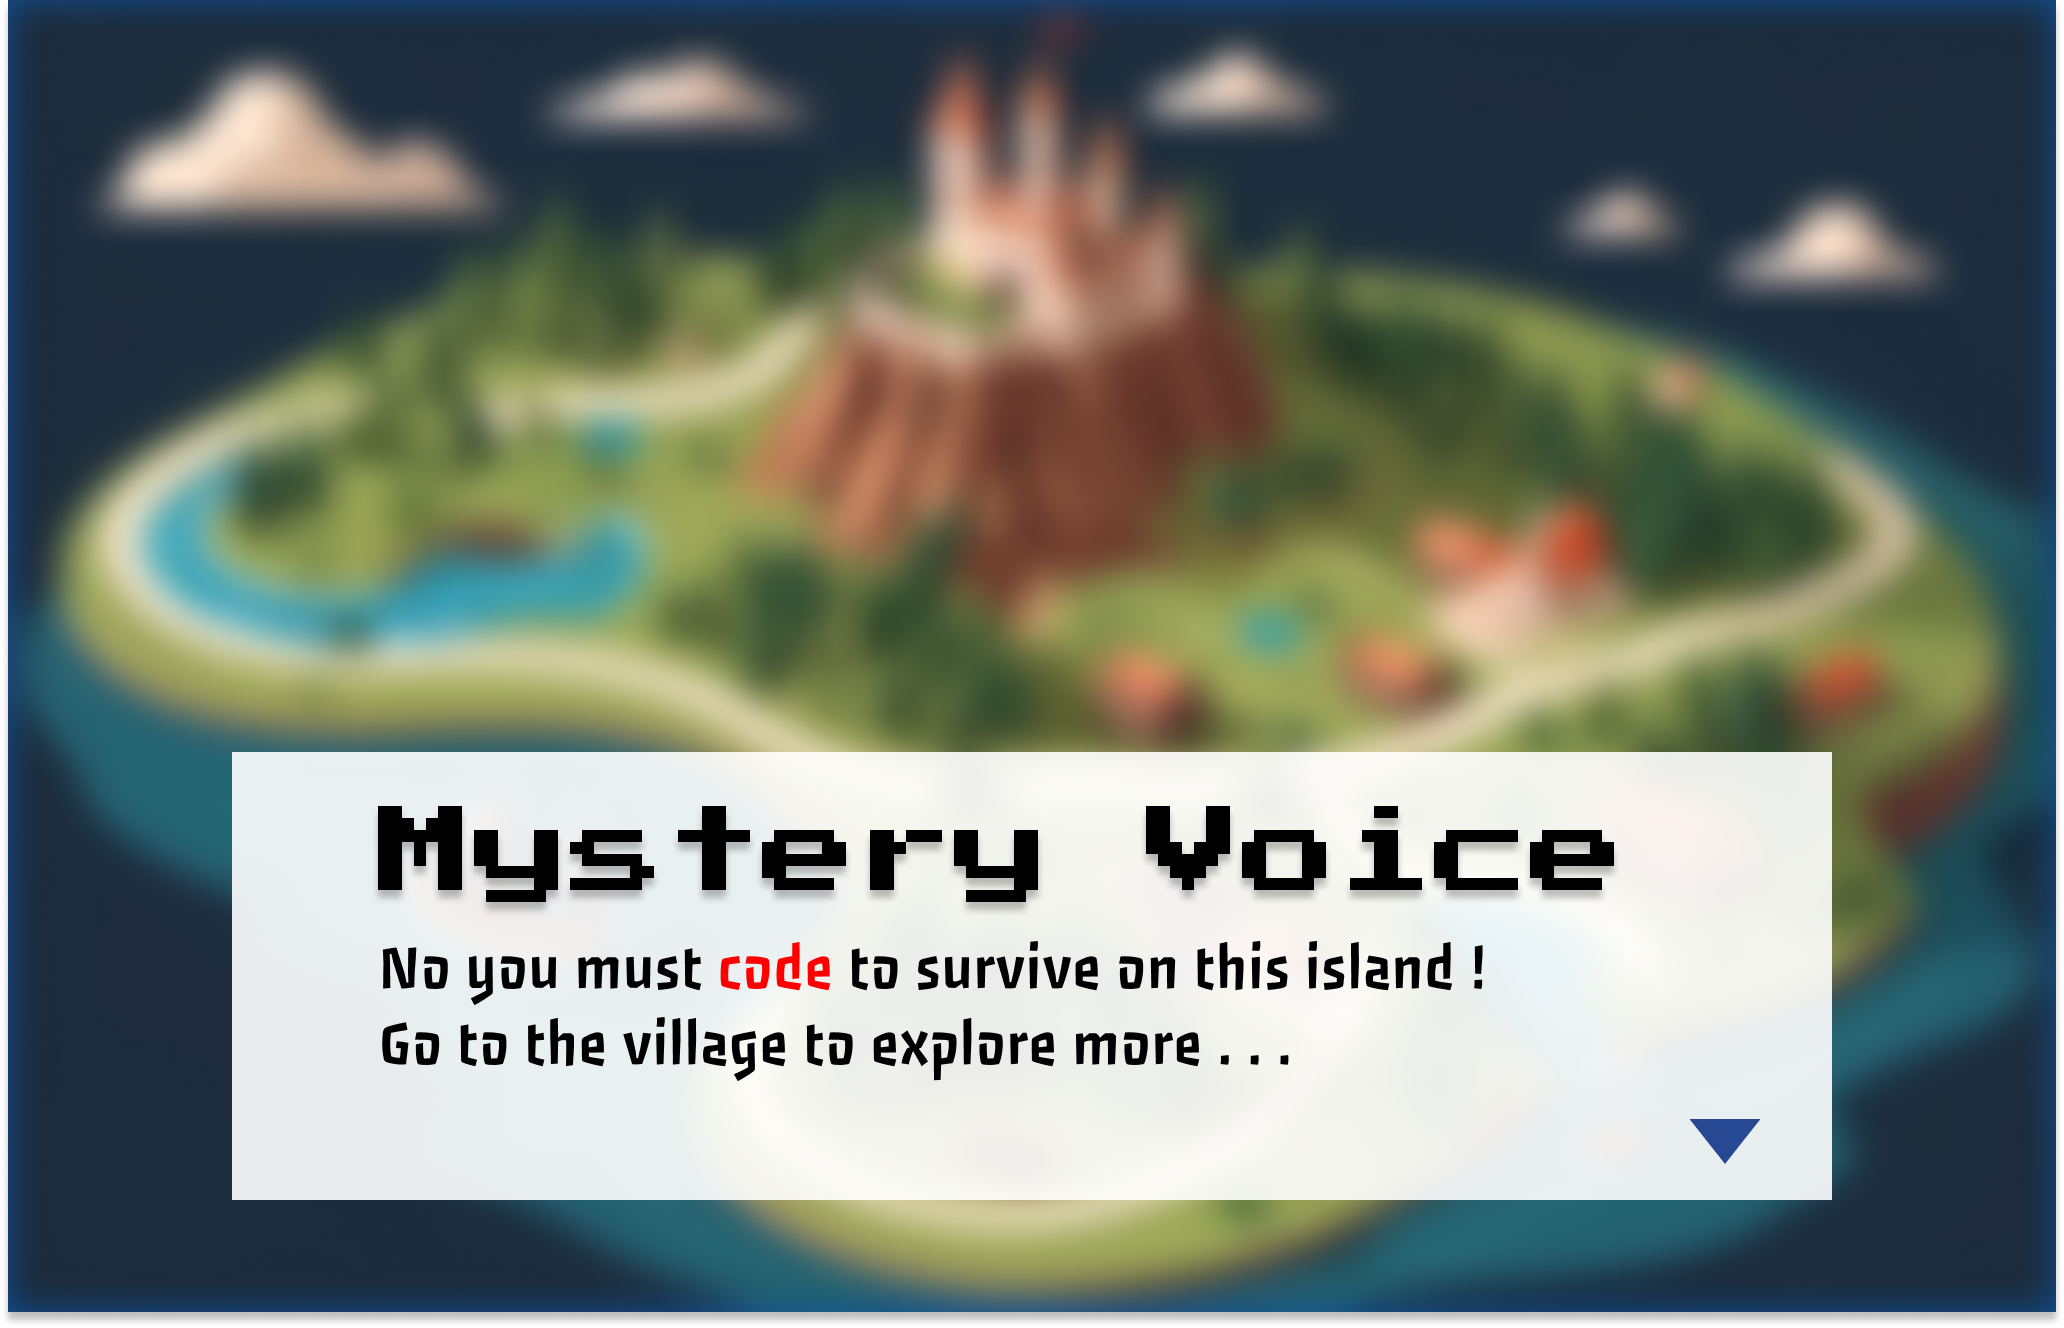 Mystery Voice
No you must code to survive on this island !
Go to the village to explore more . . .